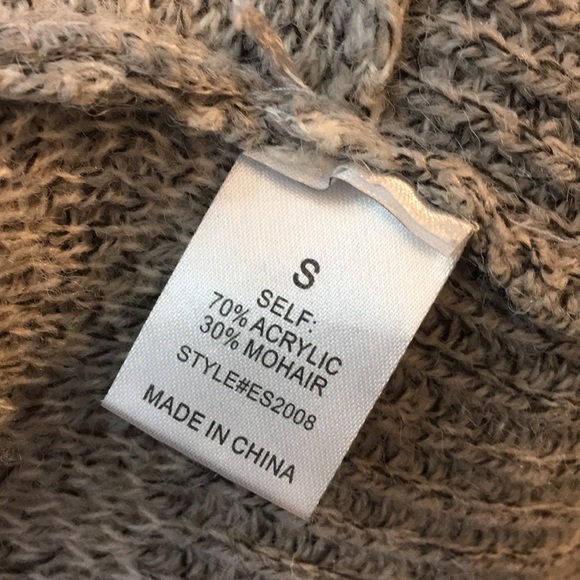 S
SELF:
70% ACRYLIC
30% MOHAIR
STYLE#ES2008
MADE IN CHINA